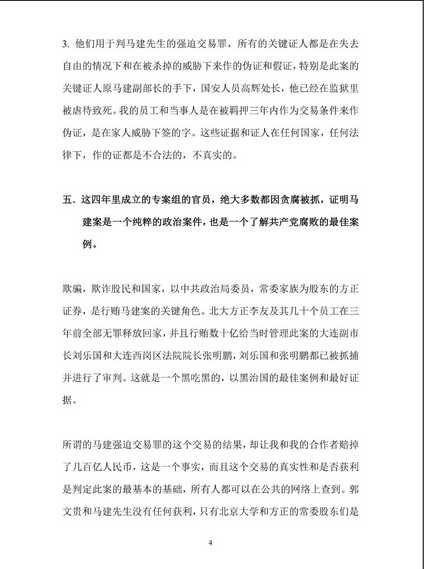 3. 他们用于判马建先生的强迫交易罪，所有的关键证人都是在失去
自由的情况下和在被杀掉的威胁下来作的伪证和假证，特别是此案的
关键证人原马建副部长的手下，国安人员高辉处长，他已经在监狱里
被虐待致死。我的员工和当事人是在被羁押三年内作为交易条件来作
伪证，是在家人威胁下签的字。这些证据和证人在任何国家，任何法
律下，作的证都是不合法的，不真实的。
五．这四年里成立的专案组的官员，绝大多数都因贪腐被抓，证明马
建案是一个纯粹的政治案件，也是一个了解共产党腐败的最佳案
例。
欺骗，欺诈股民和国家，以中共政治局委员，常委家族为股东的方正
证券，是行贿马建案的关键角色。北大方正李友及其几十个员工在三
年前全部无罪释放回家，并且行贿数十亿给当时管理此案的大连副市
长刘乐国和大连西岗区法院院长张明鹏，刘乐国和张明鹏都已被抓捕
并进行了审判。这就是一个黑吃黑的，以黑治国的最佳案例和最好证
据。
所谓的马建强迫交易罪的这个交易的结果，却让我和我的合作者赔掉
了几百亿人民币，这是一个事实，而且这个交易的真实性和是否获利
是判定此案的最基本的基础，所有人都可以在公共的网络上查到。郭
文贵和马建先生没有任何获利，只有北京大学和方正的常委股东们是
4